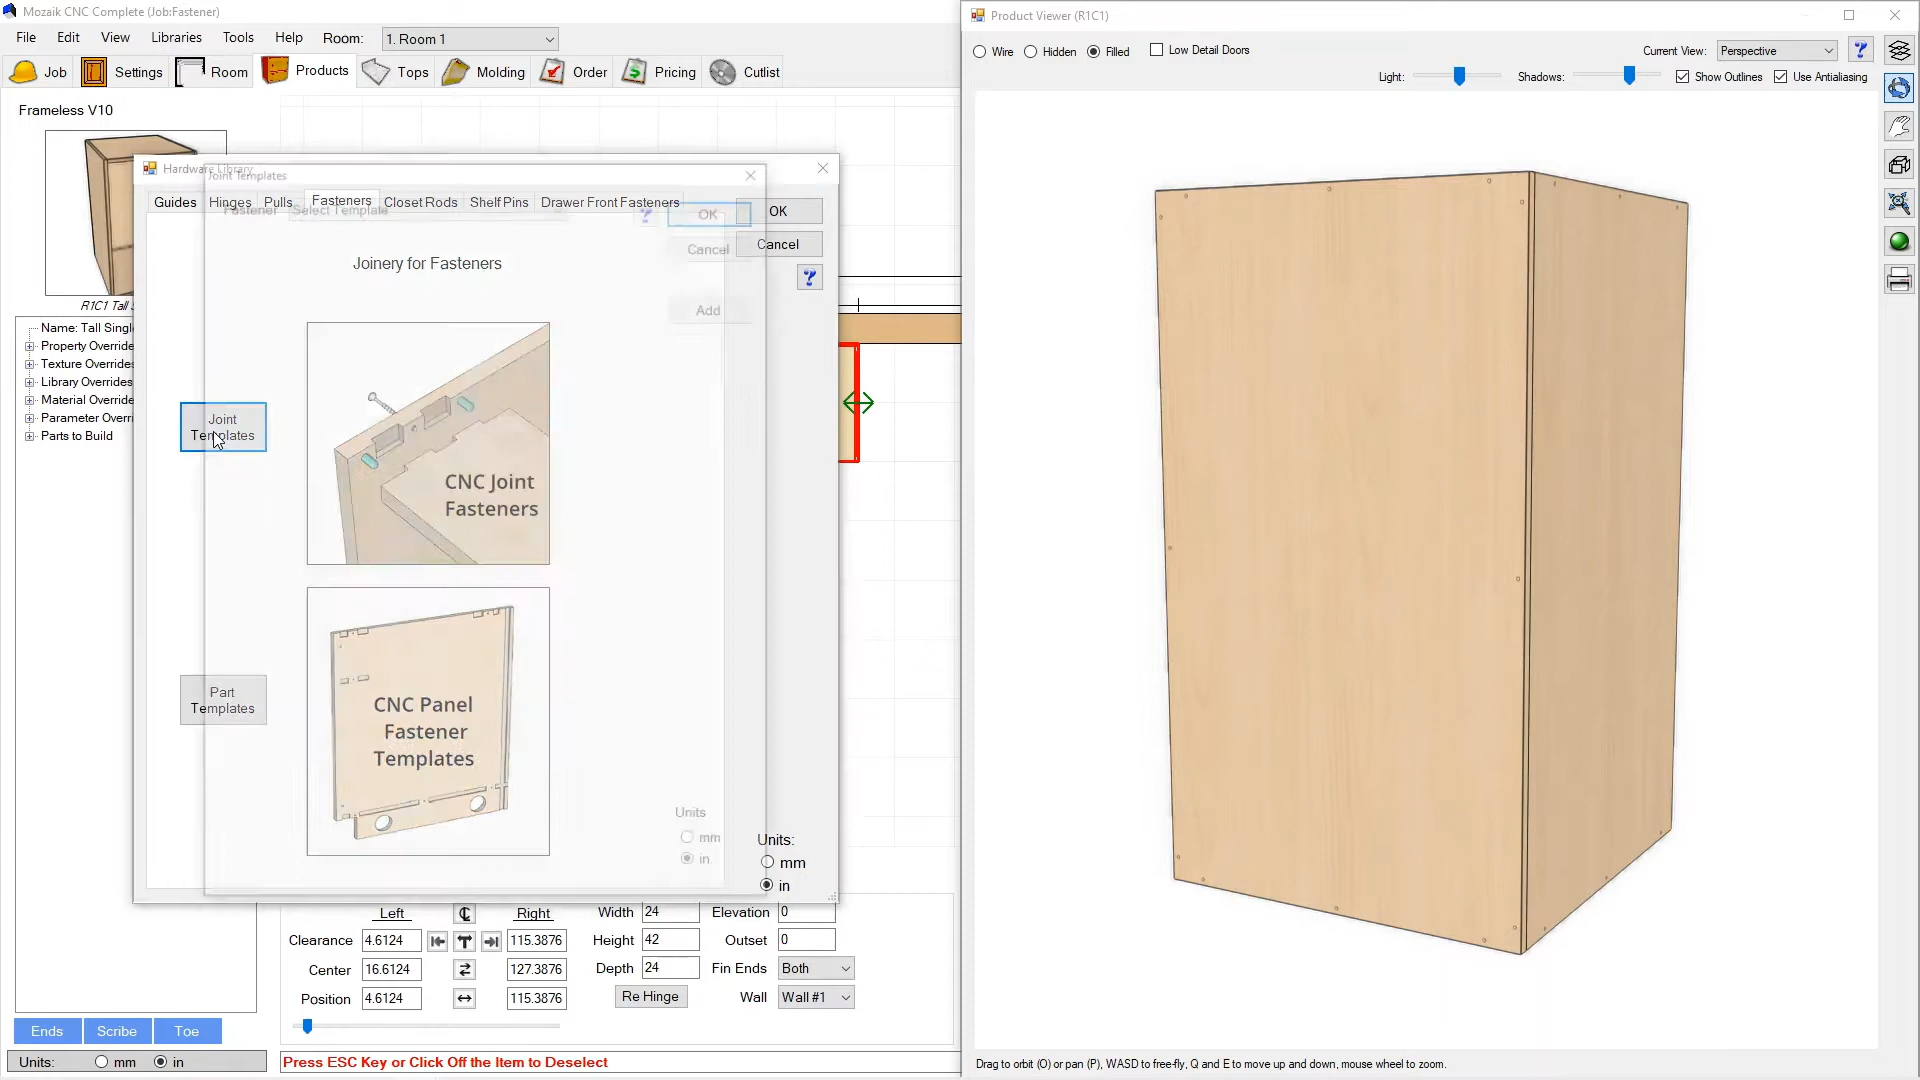 Mozaik CNC Complete (Job:Fastener)
File Edit View Libraries Tools Help Room: 1. Room 1
Job Settings Room Products Tops Molding Order Pricing Cutlist
Frameless V10
R1C1 Tall S
Name: Tall Singl
Property Override
Texture Overrides
Library Overrides
Material Override
Parameter Overri
Parts to Build
Hardware Library
Joint Templates
Guides Hinges Pulls Fasteners Closet Rods Shelf Pins Drawer Front Fasteners
Fastener Select Template
OK
OK
Cancel
Cancel
?
?
Add
Joinery for Fasteners
Joint
Templates
CNC Joint
Fasteners
Part
Templates
CNC Panel
Fastener
Templates
Units
mm
in
Units:
mm
in
Left Right Width 24 Elevation 0
Clearance 4.6124 115.3876 Height 42 Outset 0
Center 16.6124 127.3876 Depth 24 Fin Ends Both
Position 4.6124 115.3876 Re Hinge Wall Wall #1
Ends Scribe Toe
Units: mm in
Press ESC Key or Click Off the Item to Deselect
Product Viewer (R1C1)
Wire Hidden Filled Low Detail Doors Current View: Perspective ?
Light: Shadows: Show Outlines Use Antialiasing
Drag to orbit (O) or pan (P), WASD to free-fly, Q and E to move up and down, mouse wheel to zoom.